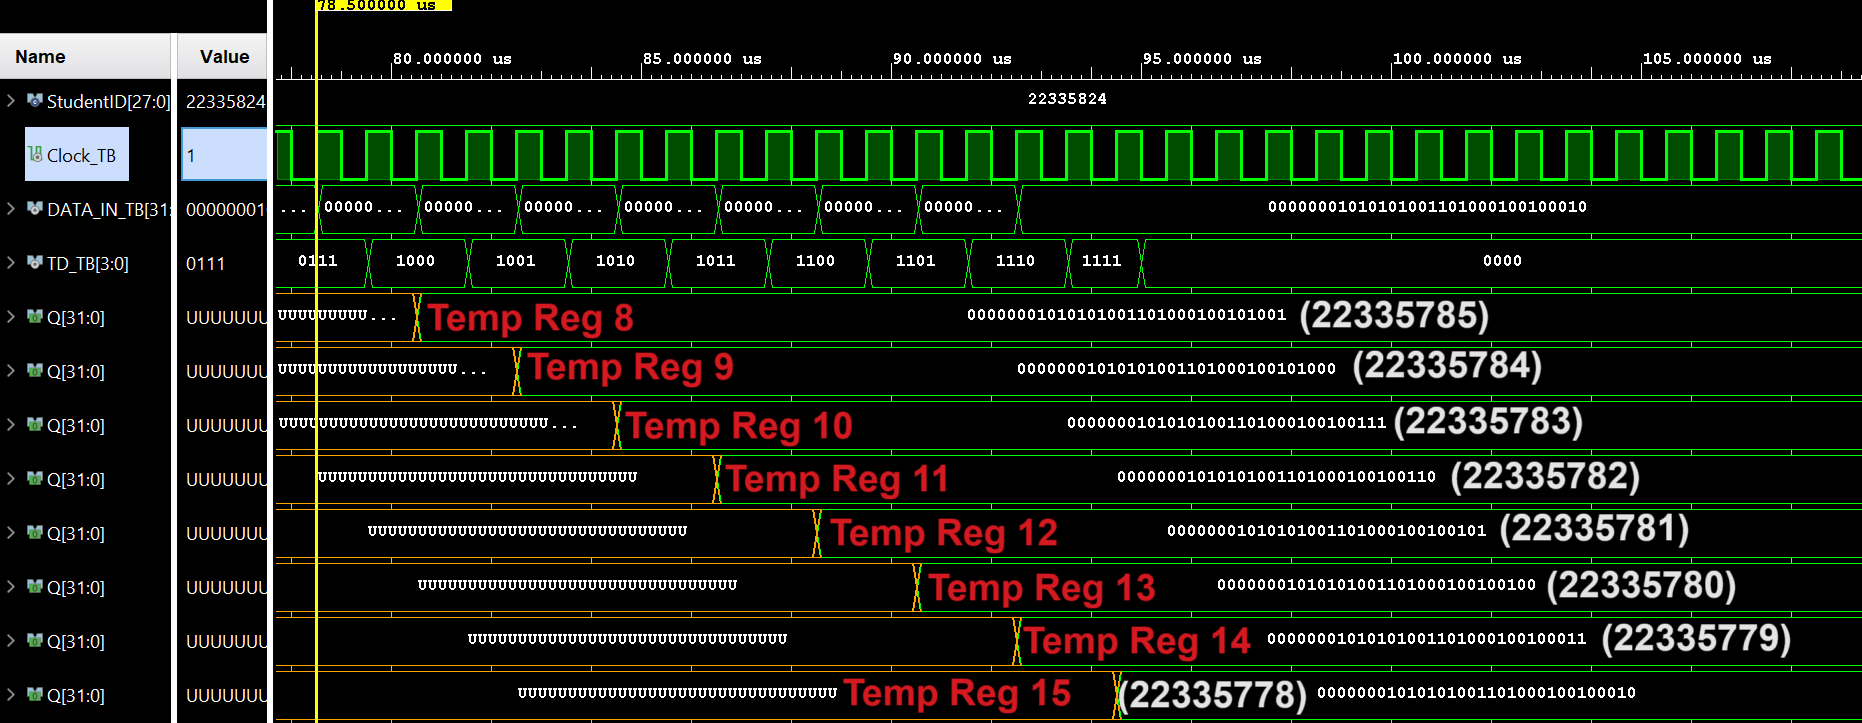 78.500000 us
Name Value
80.000000 us 85.000000 us 90.000000 us 95.000000 us 100.000000 us 105.000000 us
StudentID[27:0] 22335824 22335824
Clock_TB 1
DATA_IN_TB[31: 000000010 ... 00000... 00000... 00000... 00000... 00000... 00000... 00000... 00000001010101001101000100100010
TD_TB[3:0] 0111 0111 1000 1001 1010 1011 1100 1101 1110 1111 0000
Q[31:0] UUUUUUU UUUUUUUUU... Temp Reg 8 00000001010101001101000100101001 (22335785)
Q[31:0] UUUUUUU UUUUUUUUUUUUUUUUUU... Temp Reg 9 00000001010101001101000100101000 (22335784)
Q[31:0] UUUUUUU UUUUUUUUUUUUUUUUUUUUUUUUUUU... Temp Reg 10 00000001010101001101000100100111 (22335783)
Q[31:0] UUUUUUU UUUUUUUUUUUUUUUUUUUUUUUUUUUUUUUU Temp Reg 11 00000001010101001101000100100110 (22335782)
Q[31:0] UUUUUUU UUUUUUUUUUUUUUUUUUUUUUUUUUUUUUUU Temp Reg 12 00000001010101001101000100100101 (22335781)
Q[31:0] UUUUUUU UUUUUUUUUUUUUUUUUUUUUUUUUUUUUUUU Temp Reg 13 00000001010101001101000100100100 (22335780)
Q[31:0] UUUUUUU UUUUUUUUUUUUUUUUUUUUUUUUUUUUUUUU Temp Reg 14 00000001010101001101000100100011 (22335779)
Q[31:0] UUUUUUU UUUUUUUUUUUUUUUUUUUUUUUUUUUUUUUU Temp Reg 15 (22335778) 00000001010101001101000100100010